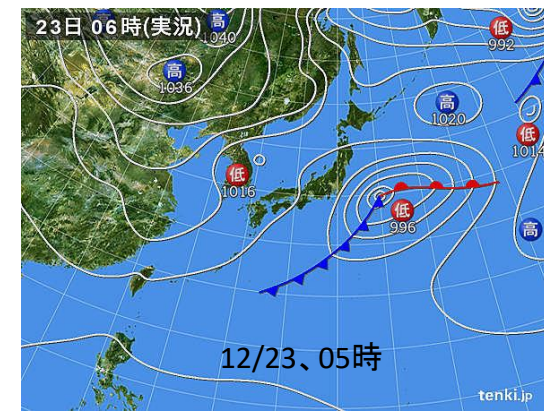 23日 06時(実況)
高
1040
低
992
高
1036
高
1020
低
1014
低
1016
低
996
高
12/23、05時
tenki.jp